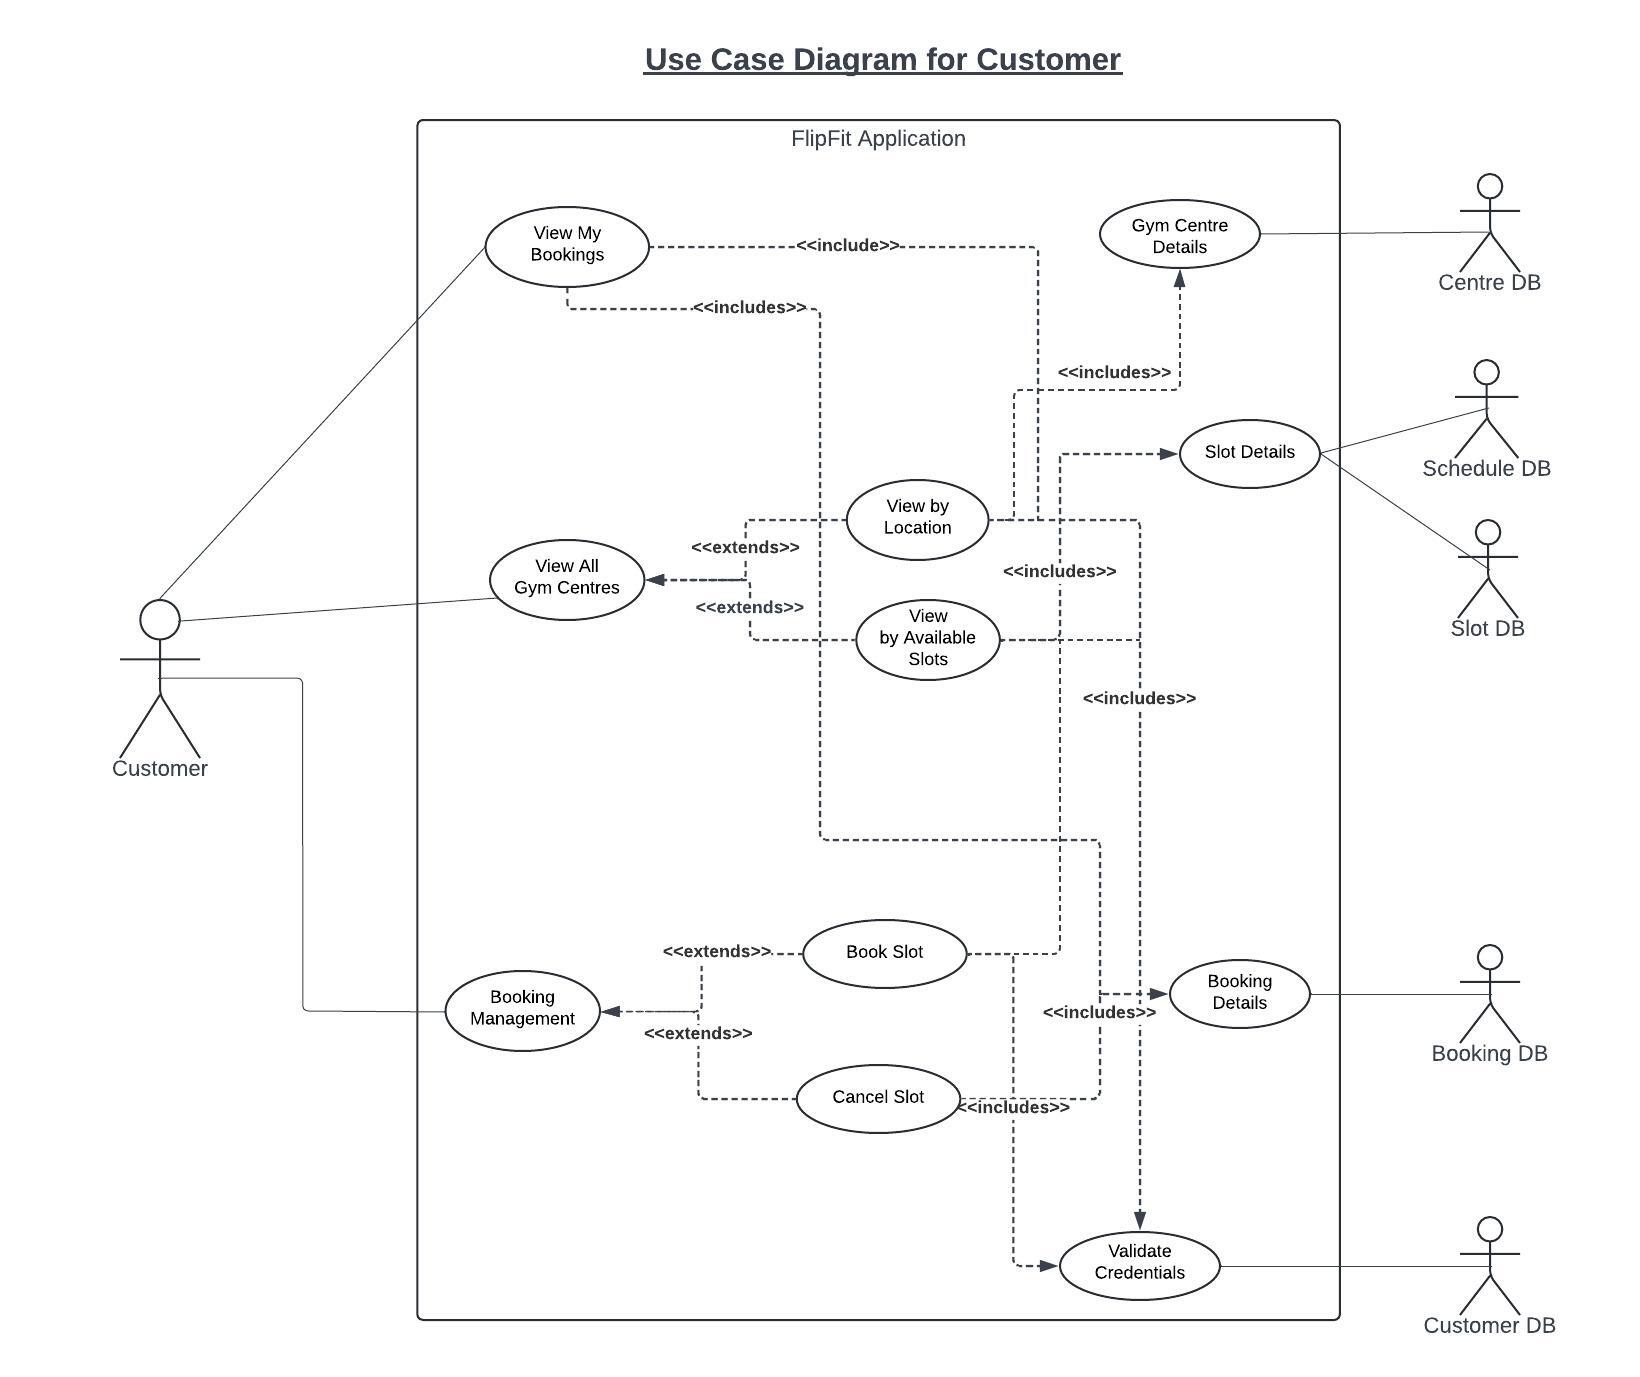 Use Case Diagram for Customer
FlipFit Application
View My
Bookings
<<include>>
Gym Centre
Details
Centre DB
<<includes>>
<<includes>>
Slot Details
Schedule DB
View by
Location
<<extends>>
View All
Gym Centres
<<includes>>
<<extends>>
View
by Available
Slots
Slot DB
<<includes>>
Customer
<<extends>>
Book Slot
Booking
Management
<<extends>>
Booking
Details
<<includes>>
Booking DB
Cancel Slot
<<includes>>
Validate
Credentials
Customer DB